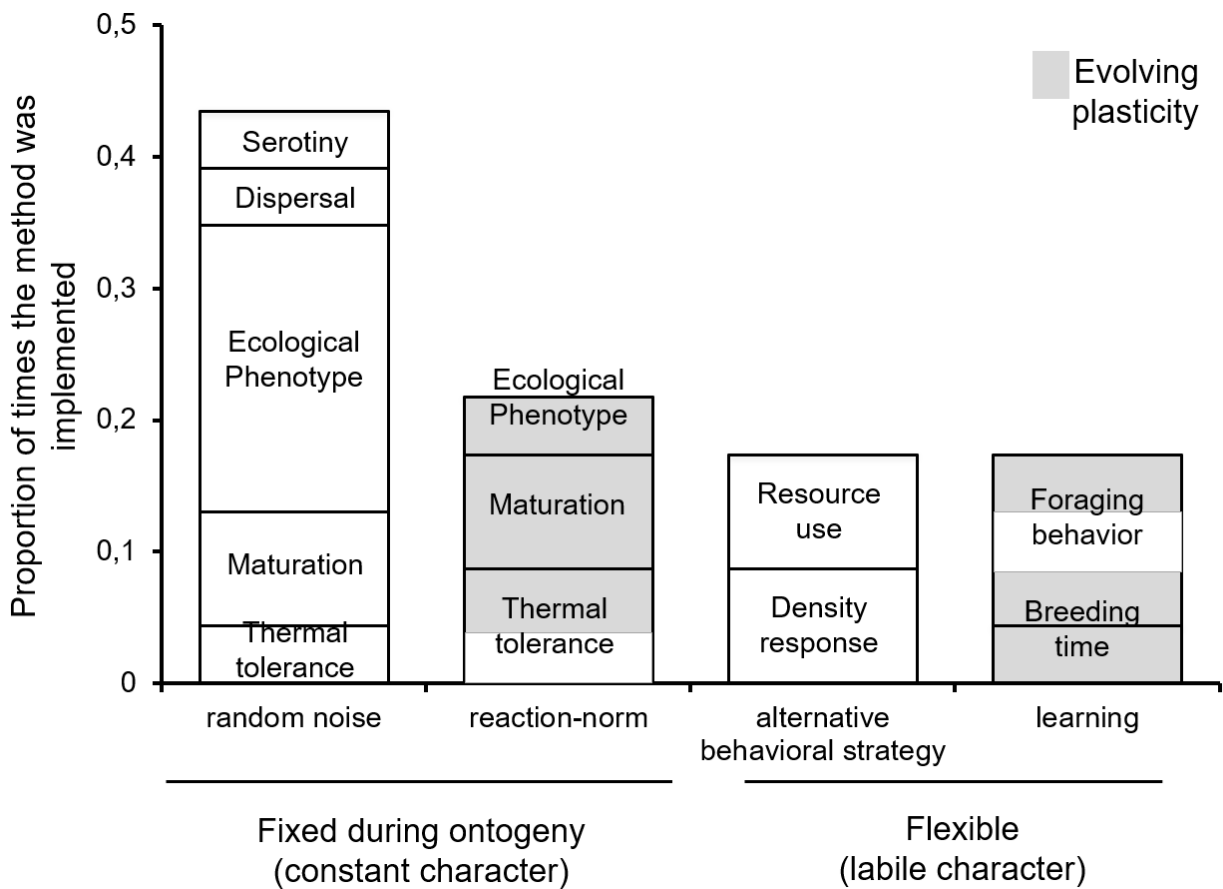 Proportion of times the method was
implemented
0,5
0,4
0,3
0,2
0,1
0
Evolving
plasticity
Serotiny
Dispersal
Ecological
Phenotype
Maturation
Thermal
tolerance
Ecological
Phenotype
Maturation
Thermal
tolerance
Resource
use
Density
response
Foraging
behavior
Breeding
time
random noise
reaction-norm
alternative
behavioral strategy
learning
Fixed during ontogeny
(constant character)
Flexible
(labile character)